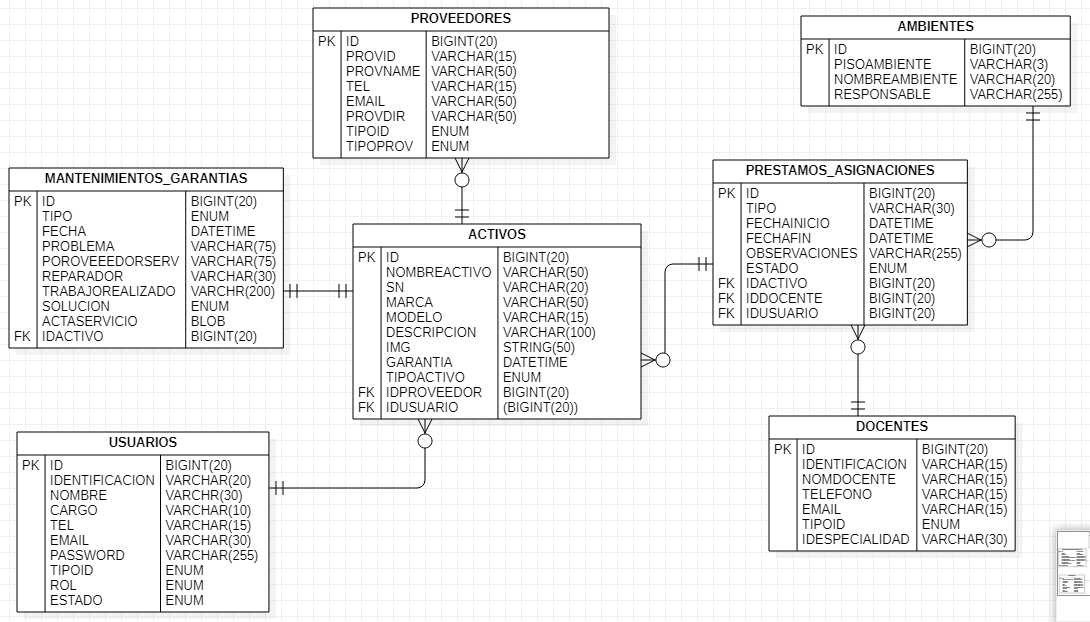 PROVEEDORES
PK ID BIGINT(20)
PROVID VARCHAR(15)
PROVNAME VARCHAR(50)
TEL VARCHAR(15)
EMAIL VARCHAR(50)
PROVDIR VARCHAR(50)
TIPOID ENUM
TIPOPROV ENUM
AMBIENTES
PK ID BIGINT(20)
PISOAMBIENTE VARCHAR(3)
NOMBREAMBIENTE VARCHAR(20)
RESPONSABLE VARCHAR(255)
MANTENIMIENTOS_GARANTIAS
PK ID BIGINT(20)
TIPO ENUM
FECHA DATETIME
PROBLEMA VARCHAR(75)
POROVEEEDORSERV VARCHAR(75)
REPARADOR VARCHAR(30)
TRABAJOREALIZADO VARCHR(200)
SOLUCION ENUM
ACTASERVICIO BLOB
FK IDACTIVO BIGINT(20)
ACTIVOS
PK ID BIGINT(20)
NOMBREACTIVO VARCHAR(50)
SN VARCHAR(20)
MARCA VARCHAR(50)
MODELO VARCHAR(15)
DESCRIPCION VARCHAR(100)
IMG STRING(50)
GARANTIA DATETIME
TIPOACTIVO ENUM
FK IDPROVEEDOR BIGINT(20)
FK IDUSUARIO (BIGINT(20))
PRESTAMOS_ASIGNACIONES
PK ID BIGINT(20)
TIPO VARCHAR(30)
FECHAINICIO DATETIME
FECHAFIN DATETIME
OBSERVACIONES VARCHAR(255)
ESTADO ENUM
FK IDACTIVO BIGINT(20)
FK IDDOCENTE BIGINT(20)
FK IDUSUARIO BIGINT(20)
USUARIOS
PK ID BIGINT(20)
IDENTIFICACION VARCHAR(20)
NOMBRE VARCHR(30)
CARGO VARCHAR(10)
TEL VARCHAR(15)
EMAIL VARCHAR(30)
PASSWORD VARCHAR(255)
TIPOID ENUM
ROL ENUM
ESTADO ENUM
DOCENTES
PK ID BIGINT(20)
IDENTIFICACION VARCHAR(15)
NOMDOCENTE VARCHAR(15)
TELEFONO VARCHAR(15)
EMAIL VARCHAR(15)
TIPOID ENUM
IDESPECIALIDAD VARCHAR(30)